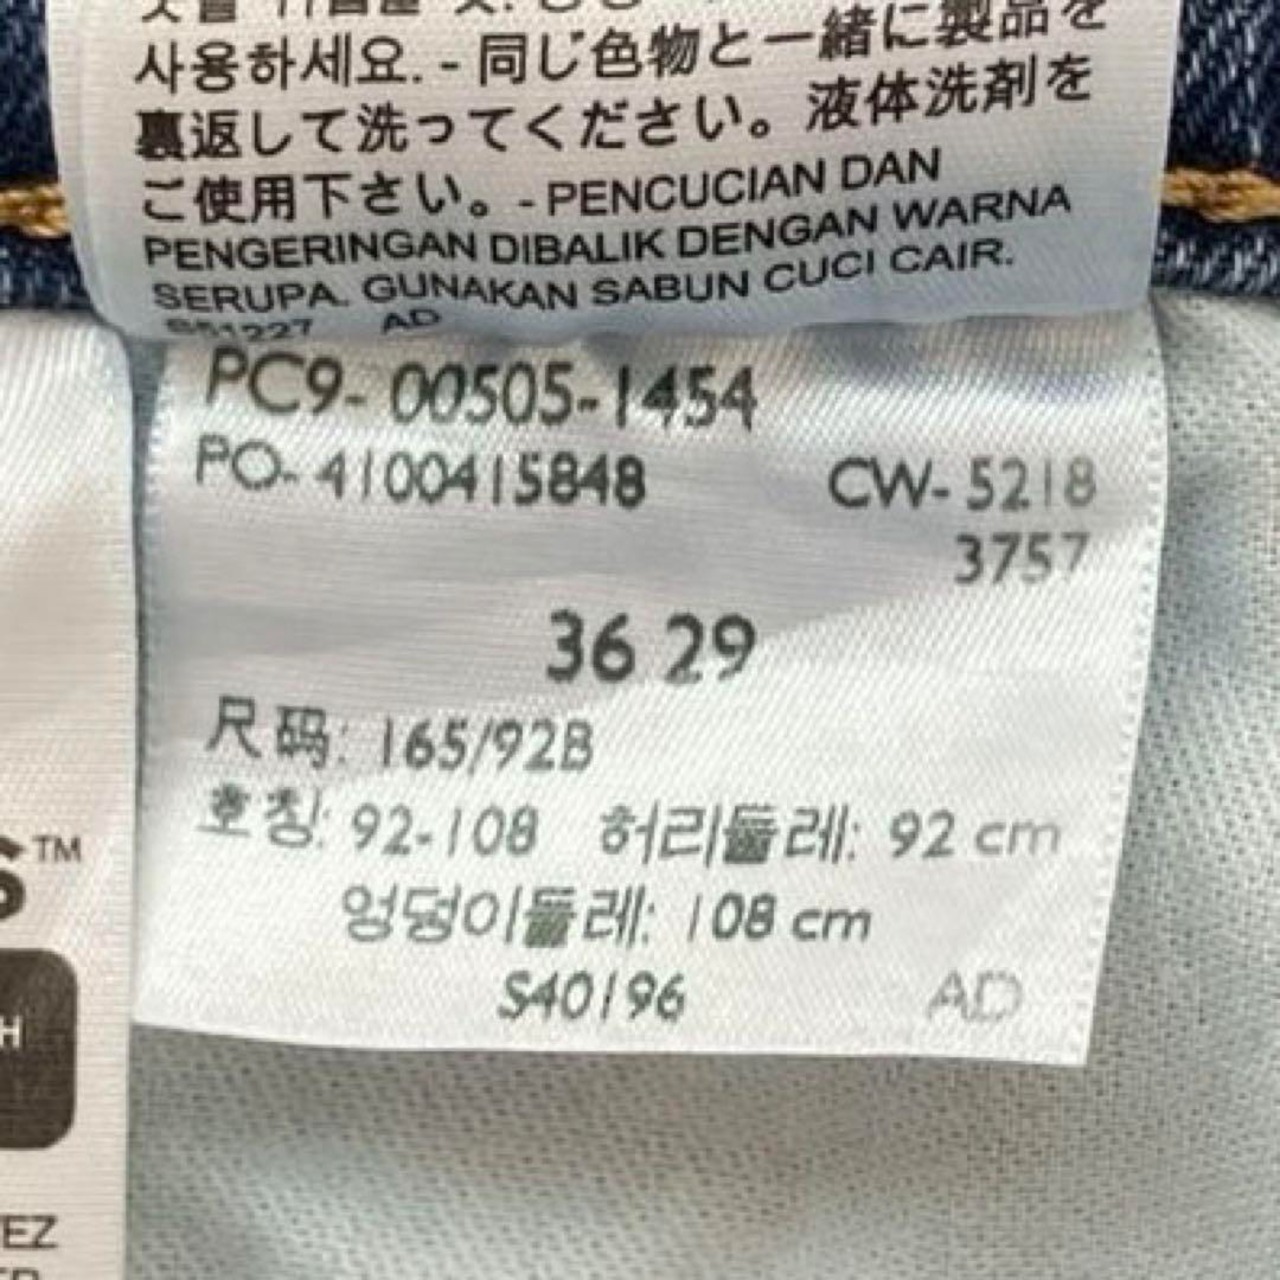 사용하세요. - 同じ色物と一緒に製品を
裏返して洗ってください。液体洗剤を
ご使用下さい。- PENCUCIAN DAN
PENGERINGAN DIBALIK DENGAN WARNA
SERUPA. GUNAKAN SABUN CUCI CAIR.
S51227 AD
PC9- 00505-1454
PO- 4100415848 CW- 5218
3757
36 29
尺码: 165/92B
호칭: 92-108 허리둘레: 92 cm
엉덩이둘레: 108 cm
S40196 AD
TM
H
EZ